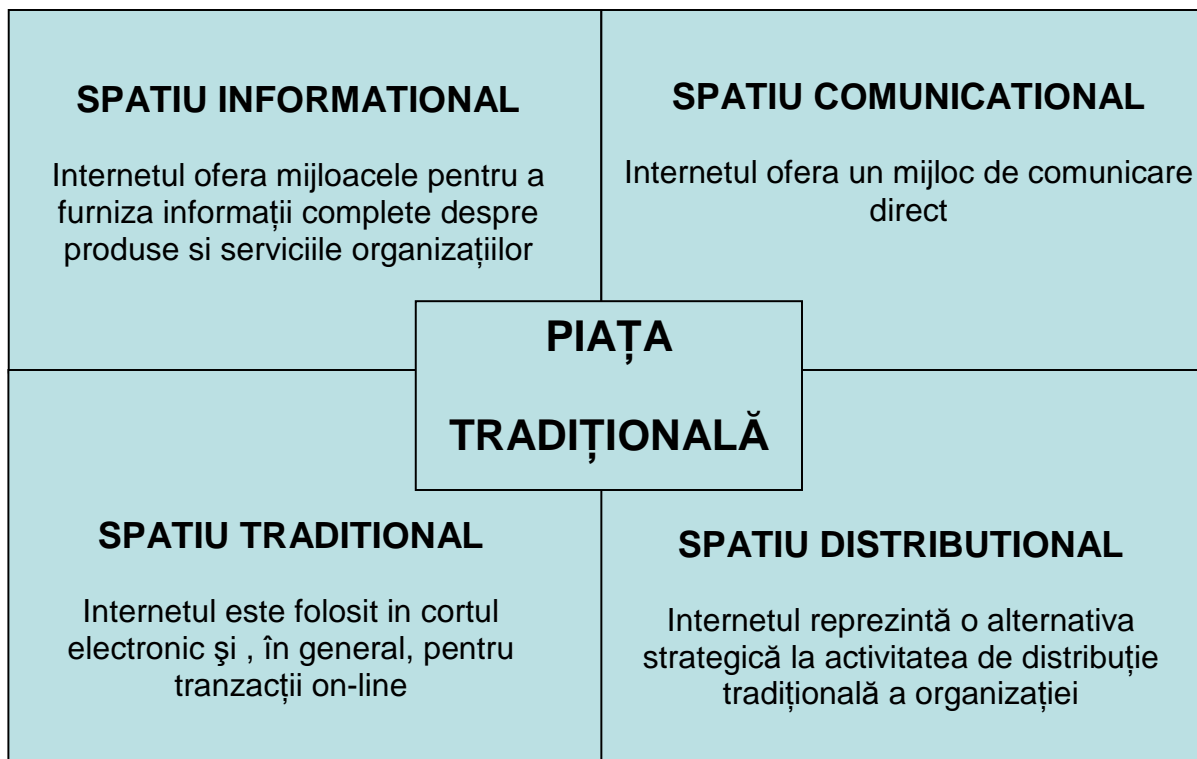 SPATIU INFORMATIONAL
Internetul ofera mijloacele pentru a
furniza informații complete despre
produse si serviciile organizațiilor
SPATIU COMUNICATIONAL
Internetul ofera un mijloc de comunicare
direct
PIAȚA
TRADIȚIONALĂ
SPATIU TRADITIONAL
Internetul este folosit in cortul
electronic şi , în general, pentru
tranzacții on-line
SPATIU DISTRIBUTIONAL
Internetul reprezintă o alternativa
strategică la activitatea de distribuție
tradițională a organizației